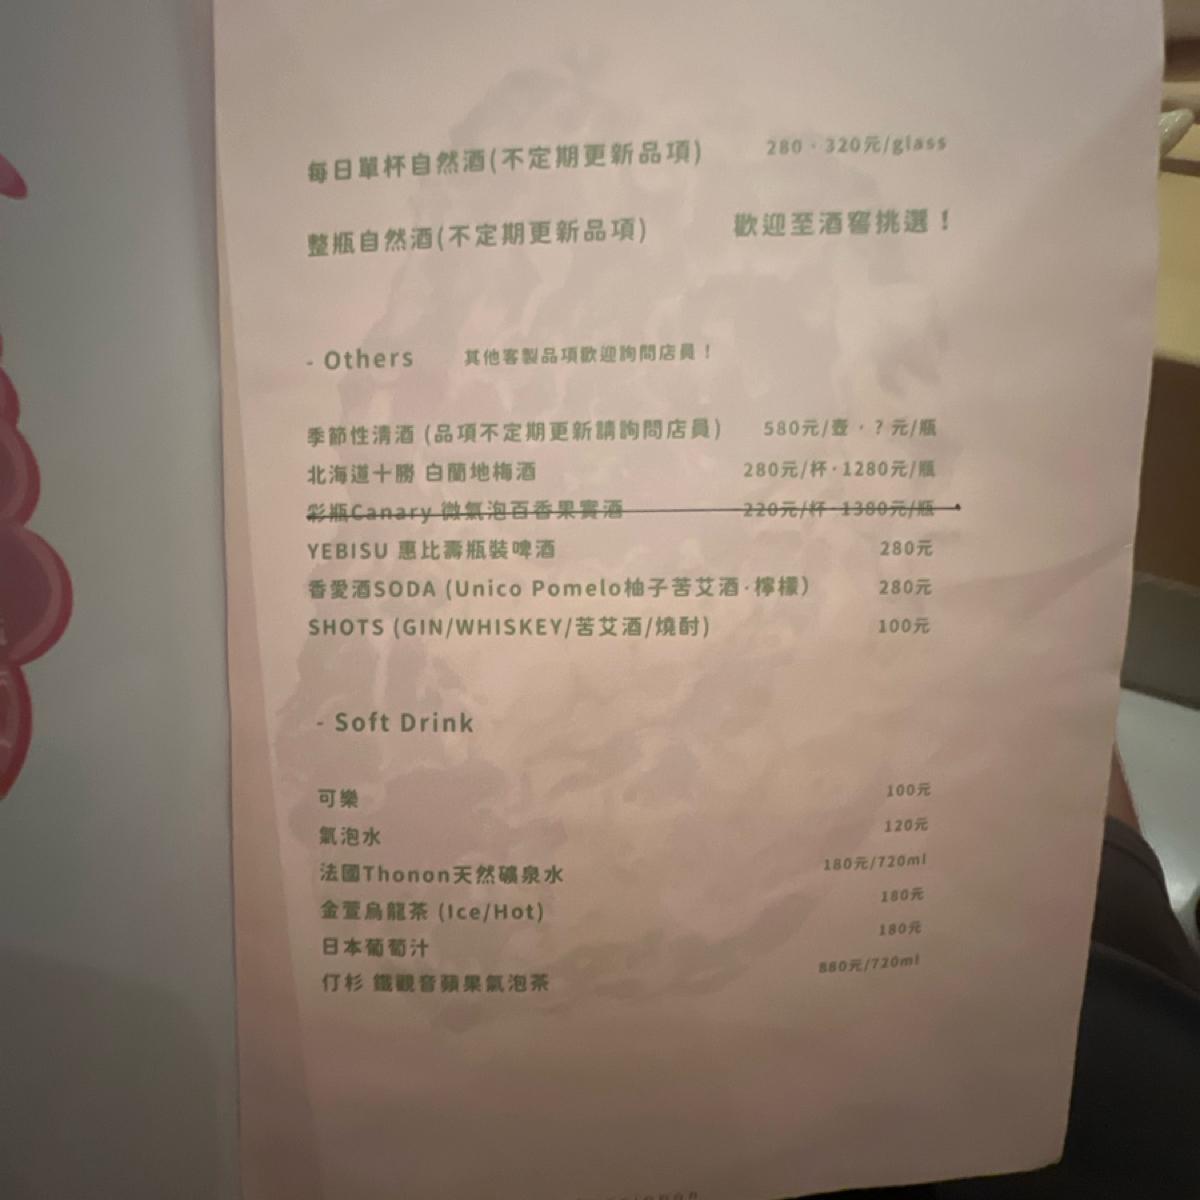 每日單杯自然酒(不定期更新品項) 280・320元/glass
整瓶自然酒(不定期更新品項) 歡迎至酒窖挑選！
- Others 其他客製品項歡迎詢問店員！
季節性清酒 (品項不定期更新請詢問店員) 580元/壺・? 元/瓶
北海道十勝 白蘭地梅酒 280元/杯・1280元/瓶
彩瓶Canary 微氣泡百香果實酒 220元/杯・1380元/瓶
YEBISU 惠比壽瓶裝啤酒 280元
香愛酒SODA (Unico Pomelo柚子苦艾酒・檸檬) 280元
SHOTS (GIN/WHISKEY/苦艾酒/燒酎) 100元
- Soft Drink
可樂 100元
氣泡水 120元
法國Thonon天然礦泉水 180元/720ml
金萱烏龍茶 (Ice/Hot) 180元
日本葡萄汁 180元
仃杉 鐵觀音蘋果氣泡茶 880元/720ml